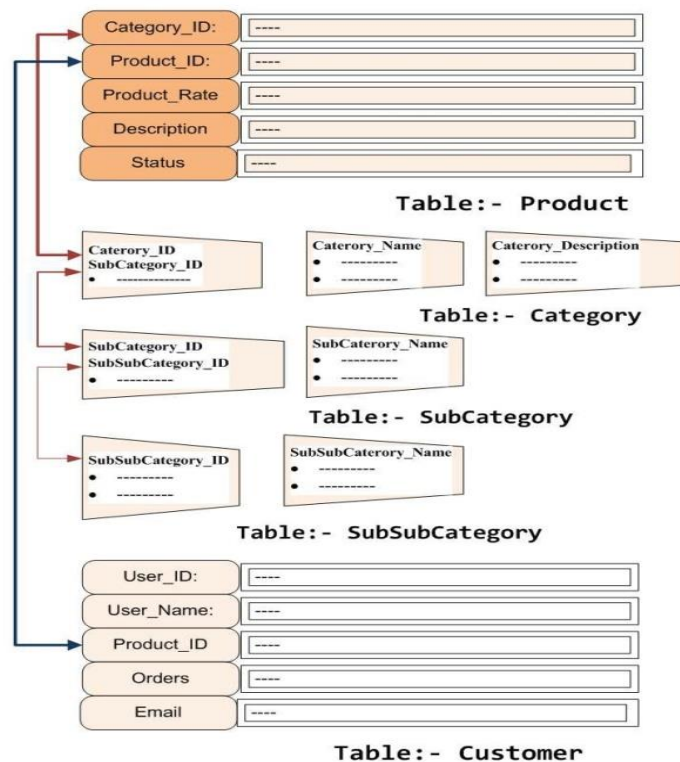 Category_ID: ----
Product_ID: ----
Product_Rate ----
Description ----
Status ----
Table:- Product
Caterory_ID
SubCategory_ID
• -------------
Caterory_Name
• ---------
• ---------
Caterory_Description
• ---------
• ---------
Table:- Category
SubCategory_ID
SubSubCategory_ID
• ---------
SubCaterory_Name
• ---------
• ---------
Table:- SubCategory
SubSubCategory_ID
• ---------
• ---------
SubSubCaterory_Name
• ---------
• ---------
Table:- SubSubCategory
User_ID: ----
User_Name: ----
Product_ID ----
Orders ----
Email ----
Table:- Customer